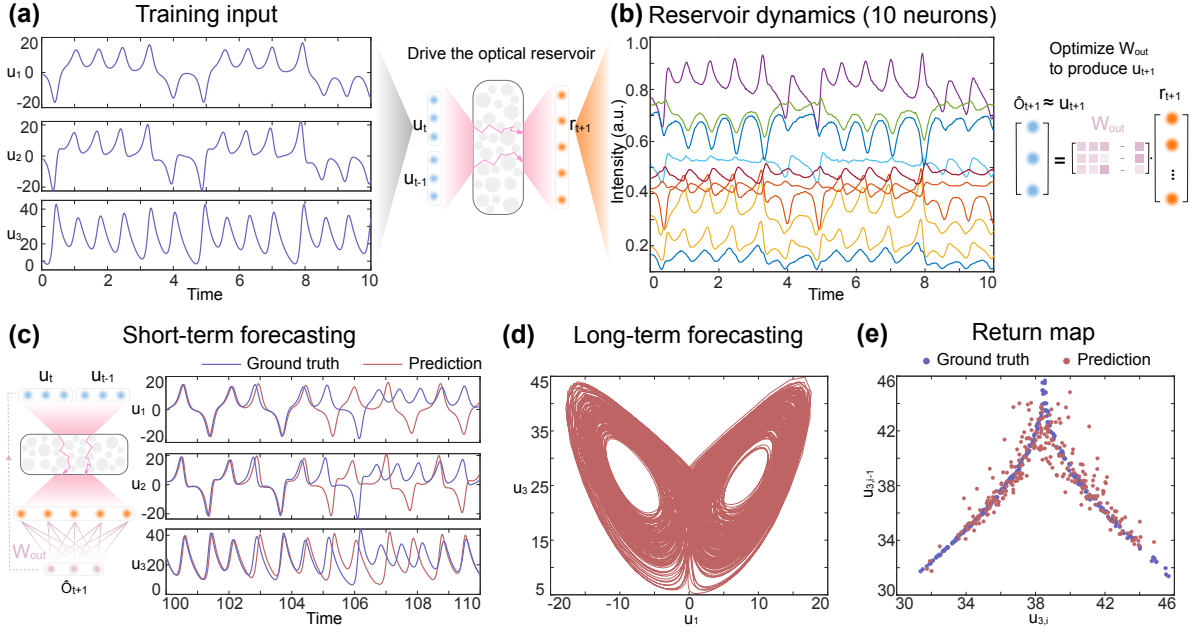 (a) Training input
20
u1 0
-20
20
u2 0
-20
40
u3 20
0
0 2 4 6 8 10
Time
Drive the optical reservoir
ut
ut-1
rt+1
(b) Reservoir dynamics (10 neurons)
1.0
0.8
0.6
0.4
0.2
Intensity (a.u.)
0 1 2 3 4 5 6 7 8 9 10
Time
Optimize Wout
to produce ut+1
Ôt+1 ≈ ut+1
rt+1
Wout
=
...
(c) Short-term forecasting
Ground truth Prediction
ut ut-1
Wout
Ôt+1
20
u1 0
-20
20
u2 0
-20
40
u3 20
0
100 102 104 106 108 110
Time
(d) Long-term forecasting
45
35
u3 25
15
5
-20 -10 0 10 20
u1
(e) Return map
Ground truth Prediction
46
42
38
34
30
u3,i-1
30 34 38 42 46
u3,i